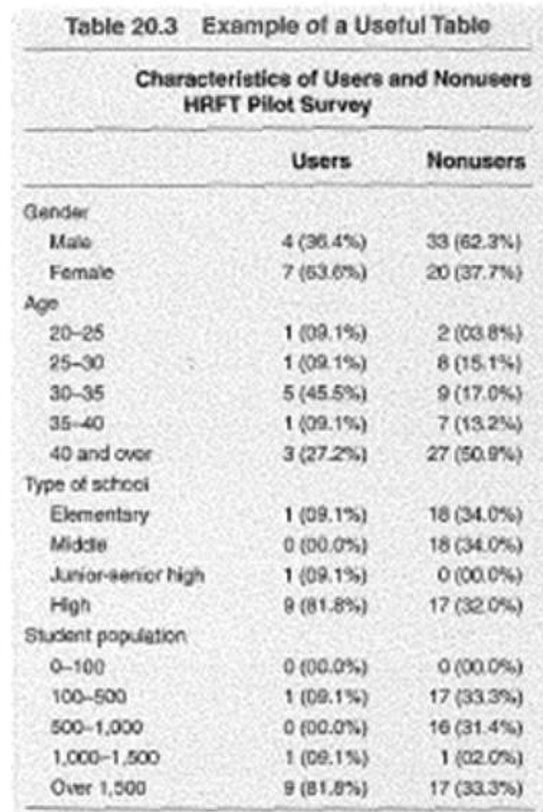 Table 20.3 Example of a Useful Table
Characteristics of Users and Nonusers
HRFT Pilot Survey
Users Nonusers
Gender
Male 4 (36.4%) 33 (62.3%)
Female 7 (63.6%) 20 (37.7%)
Age
20–25 1 (09.1%) 2 (03.8%)
25–30 1 (09.1%) 8 (15.1%)
30–35 5 (45.5%) 9 (17.0%)
35–40 1 (09.1%) 7 (13.2%)
40 and over 3 (27.2%) 27 (50.9%)
Type of school
Elementary 1 (09.1%) 18 (34.0%)
Middle 0 (00.0%) 18 (34.0%)
Junior-senior high 1 (09.1%) 0 (00.0%)
High 9 (81.8%) 17 (32.0%)
Student population
0–100 0 (00.0%) 0 (00.0%)
100–500 1 (09.1%) 17 (33.3%)
500–1,000 0 (00.0%) 16 (31.4%)
1,000–1,500 1 (09.1%) 1 (02.0%)
Over 1,500 9 (81.8%) 17 (33.3%)